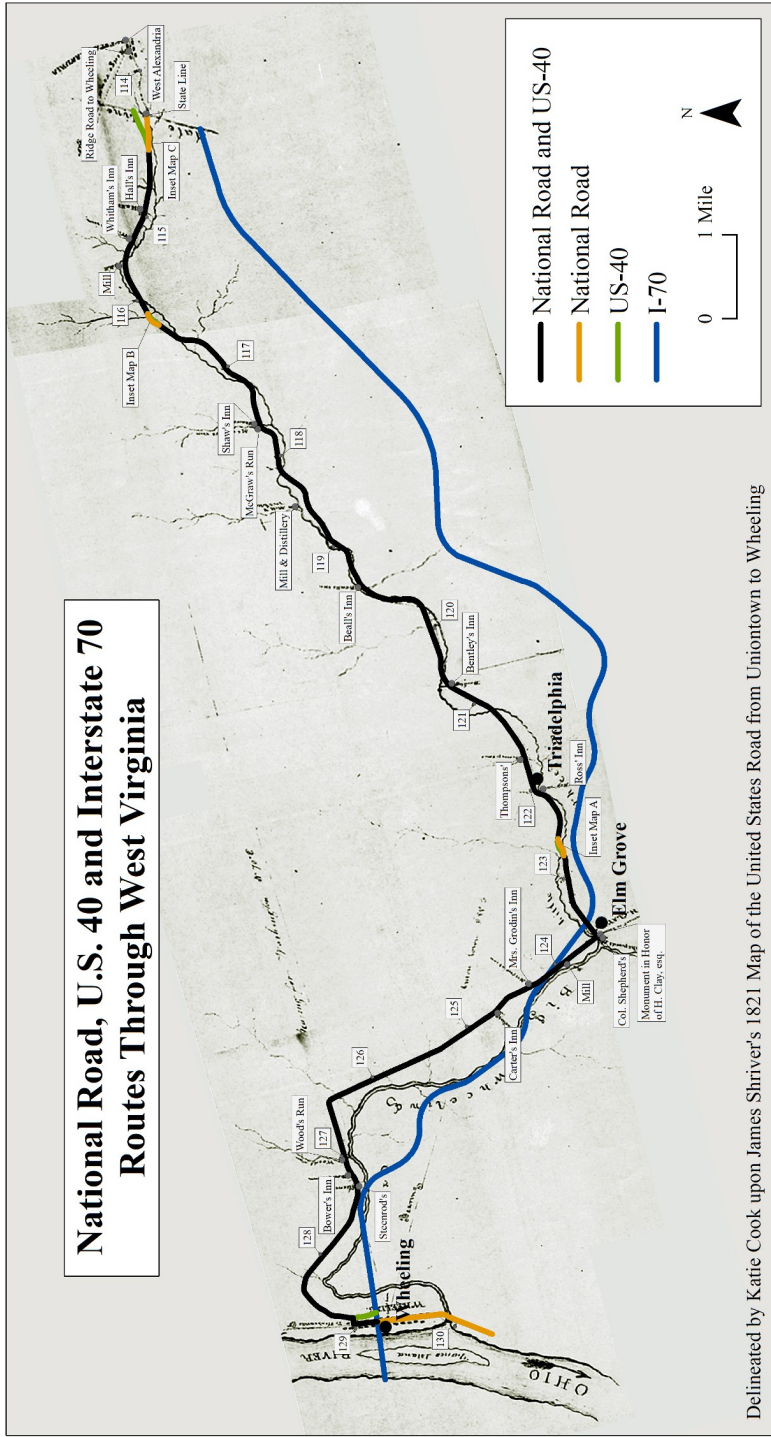 National Road, U.S. 40 and Interstate 70
Routes Through West Virginia
National Road and US-40
National Road
US-40
I-70
0
1 Mile
N
Ridge Road to Wheeling
114
West Alexandria
State Line
Whitham's Inn
Hall's Inn
Inset Map C
115
Mill
116
Inset Map B
117
Shaw's Inn
McGraw's Run
118
Mill & Distillery
119
Beall's Inn
120
Bentley's Inn
121
Thompsons'
122
Triadelphia
Ross' Inn
123
Inset Map A
Elm Grove
Mrs. Grodin's Inn
124
Mill
Col. Shepherd's
Monument in Honor
of H. Clay, esq.
125
Carter's Inn
126
Wood's Run
127
Bower's Inn
Steenrod's
128
129
Wheeling
130
Big
Wheeling
RIVER
OHIO
Delineated by Katie Cook upon James Shriver's 1821 Map of the United States Road from Uniontown to Wheeling